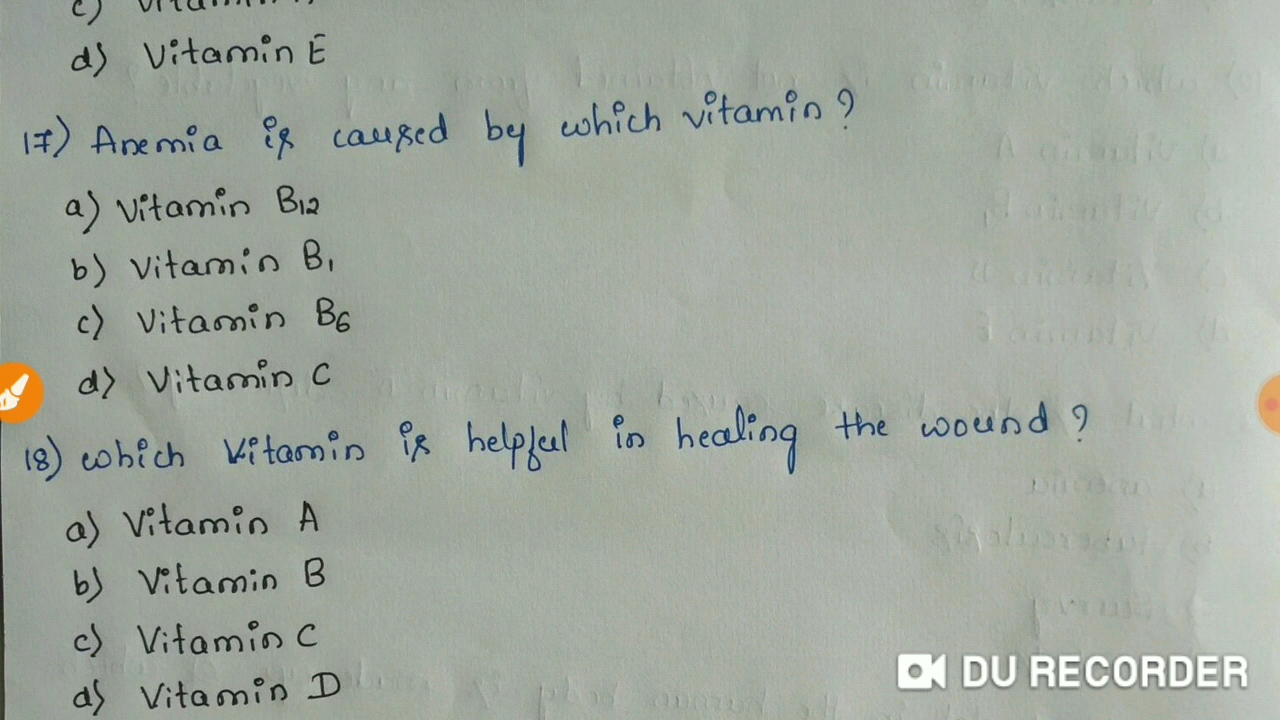 d) Vitamin E
17) Anemia is caused by which vitamin?
a) Vitamin B12
b) Vitamin B1
c) Vitamin B6
d) Vitamin C
18) which Vitamin is helpful in healing the wound?
a) Vitamin A
b) Vitamin B
c) Vitamin C
d) Vitamin D
DU RECORDER